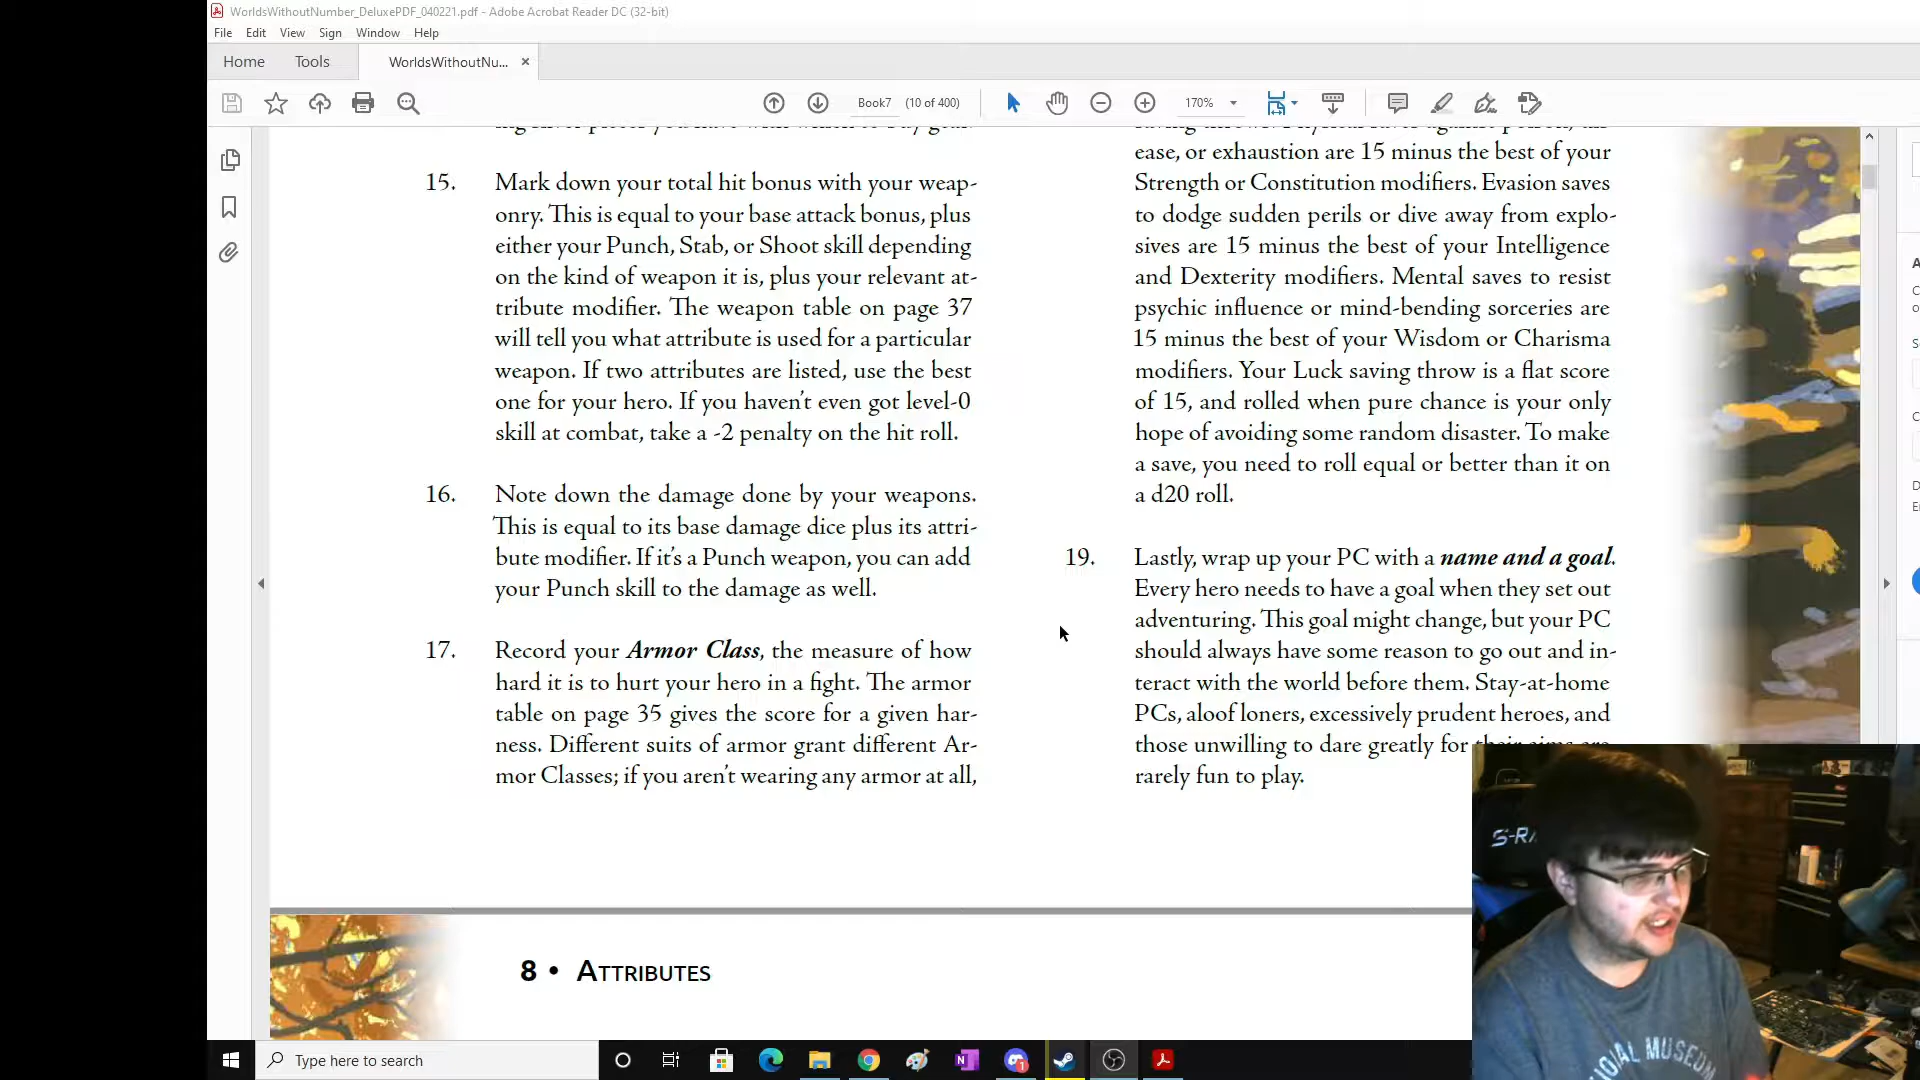 WorldsWithoutNumber_DeluxePDF_040221.pdf - Adobe Acrobat Reader DC (32-bit)
File Edit View Sign Window Help
Home Tools WorldsWithoutNu... ×
Book7 (10 of 400) 170%
15. Mark down your total hit bonus with your weap-
onry. This is equal to your base attack bonus, plus
either your Punch, Stab, or Shoot skill depending
on the kind of weapon it is, plus your relevant at-
tribute modifier. The weapon table on page 37
will tell you what attribute is used for a particular
weapon. If two attributes are listed, use the best
one for your hero. If you haven't even got level-0
skill at combat, take a -2 penalty on the hit roll.
16. Note down the damage done by your weapons.
This is equal to its base damage dice plus its attri-
bute modifier. If it's a Punch weapon, you can add
your Punch skill to the damage as well.
17. Record your Armor Class, the measure of how
hard it is to hurt your hero in a fight. The armor
table on page 35 gives the score for a given har-
ness. Different suits of armor grant different Ar-
mor Classes; if you aren't wearing any armor at all,
ease, or exhaustion are 15 minus the best of your
Strength or Constitution modifiers. Evasion saves
to dodge sudden perils or dive away from explo-
sives are 15 minus the best of your Intelligence
and Dexterity modifiers. Mental saves to resist
psychic influence or mind-bending sorceries are
15 minus the best of your Wisdom or Charisma
modifiers. Your Luck saving throw is a flat score
of 15, and rolled when pure chance is your only
hope of avoiding some random disaster. To make
a save, you need to roll equal or better than it on
a d20 roll.
19. Lastly, wrap up your PC with a name and a goal.
Every hero needs to have a goal when they set out
adventuring. This goal might change, but your PC
should always have some reason to go out and in-
teract with the world before them. Stay-at-home
PCs, aloof loners, excessively prudent heroes, and
those unwilling to dare greatly for their aims are
rarely fun to play.
8 • Attributes
Type here to search
MUSEUM